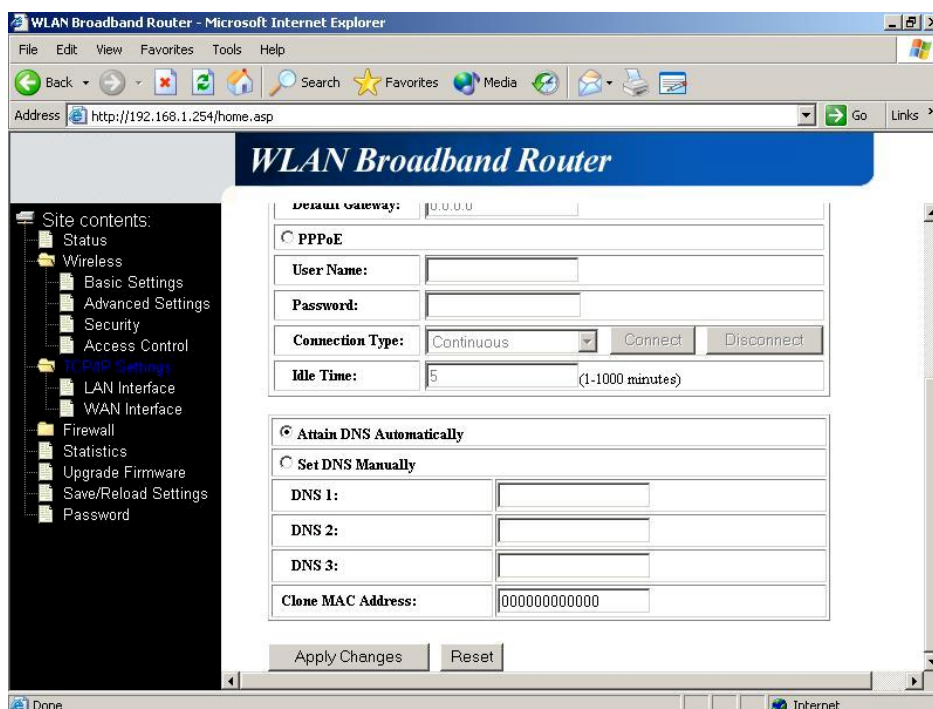 WLAN Broadband Router - Microsoft Internet Explorer
File Edit View Favorites Tools Help
Back Search Favorites Media
Address http://192.168.1.254/home.asp Go Links
WLAN Broadband Router
Site contents:
Status
Wireless
Basic Settings
Advanced Settings
Security
Access Control
TCP/IP Settings
LAN Interface
WAN Interface
Firewall
Statistics
Upgrade Firmware
Save/Reload Settings
Password
Default Gateway: 0.0.0.0
PPPoE
User Name:
Password:
Connection Type: Continuous Connect Disconnect
Idle Time: 5 (1-1000 minutes)
Attain DNS Automatically
Set DNS Manually
DNS 1:
DNS 2:
DNS 3:
Clone MAC Address: 000000000000
Apply Changes Reset
Done Internet